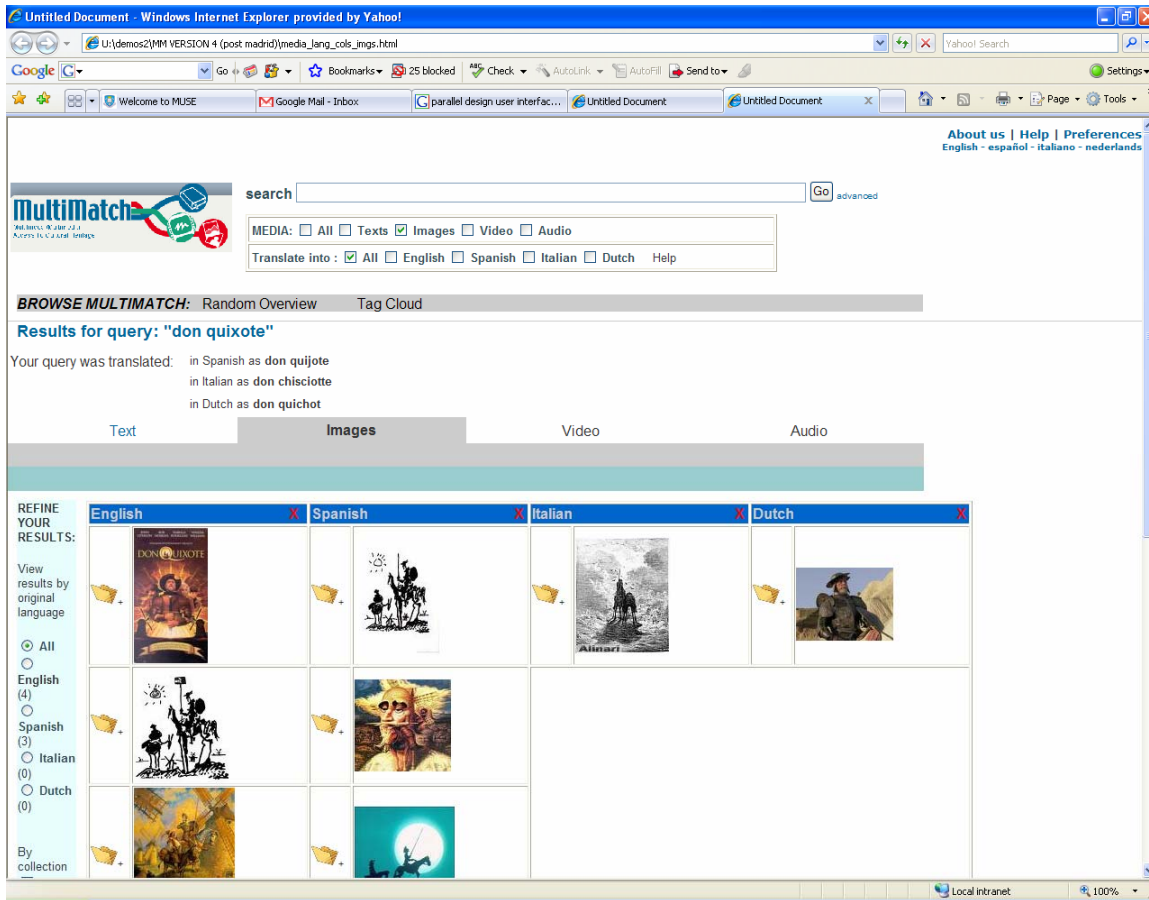 Untitled Document - Windows Internet Explorer provided by Yahoo!
U:\demos2\MM VERSION 4 (post madrid)\media_lang_cols_imgs.html
Yahoo! Search
Google G Go Bookmarks 25 blocked Check AutoLink AutoFill Send to Settings
Welcome to MUSE Google Mail - Inbox parallel design user interfac... Untitled Document Untitled Document x Page Tools
About us | Help | Preferences
English - español - italiano - nederlands
MultiMatch
search Go advanced
MEDIA: All Texts Images Video Audio
Translate into : All English Spanish Italian Dutch Help
BROWSE MULTIMATCH: Random Overview Tag Cloud
Results for query: "don quixote"
Your query was translated: in Spanish as don quijote
in Italian as don chisciotte
in Dutch as don quichot
Text Images Video Audio
REFINE
YOUR
RESULTS:
View
results by
original
language
All
English
(4)
Spanish
(3)
Italian
(0)
Dutch
(0)
By
collection
English X Spanish X Italian X Dutch X
DON QUIXOTE
Alinari
Local intranet 100%